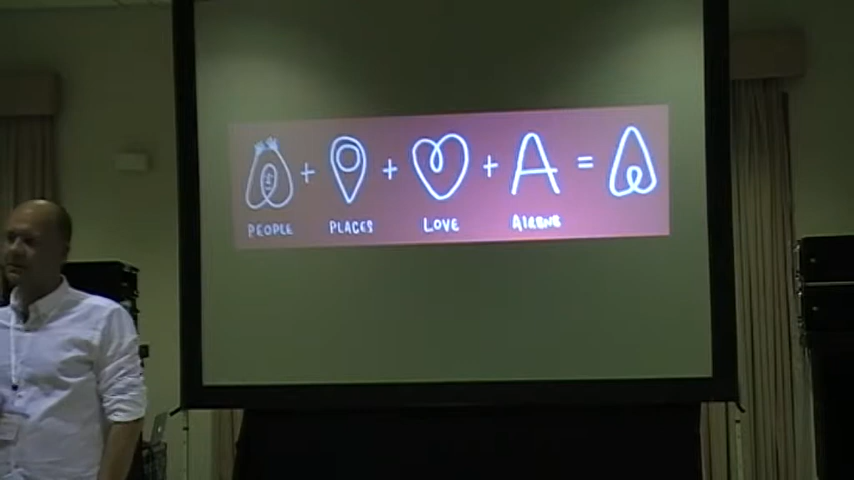 PEOPLE + PLACES + LOVE + AIRBNB =